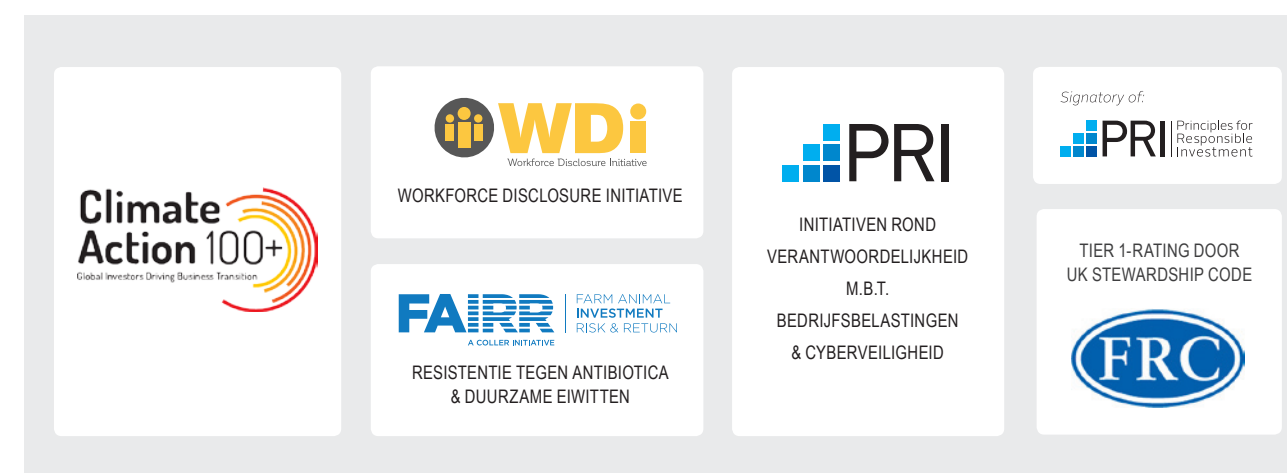 Climate
Action 100+
Global Investors Driving Business Transition
WDi
Workforce Disclosure Initiative
WORKFORCE DISCLOSURE INITIATIVE
FAIRR
A COLLER INITIATIVE
FARM ANIMAL
INVESTMENT
RISK & RETURN
RESISTENTIE TEGEN ANTIBIOTICA
& DUURZAME EIWITTEN
PRI
INITIATIVEN ROND
VERANTWOORDELIJKHEID
M.B.T.
BEDRIJFSBELASTINGEN
& CYBERVEILIGHEID
Signatory of:
PRI
Principles for
Responsible
Investment
TIER 1-RATING DOOR
UK STEWARDSHIP CODE
FRC